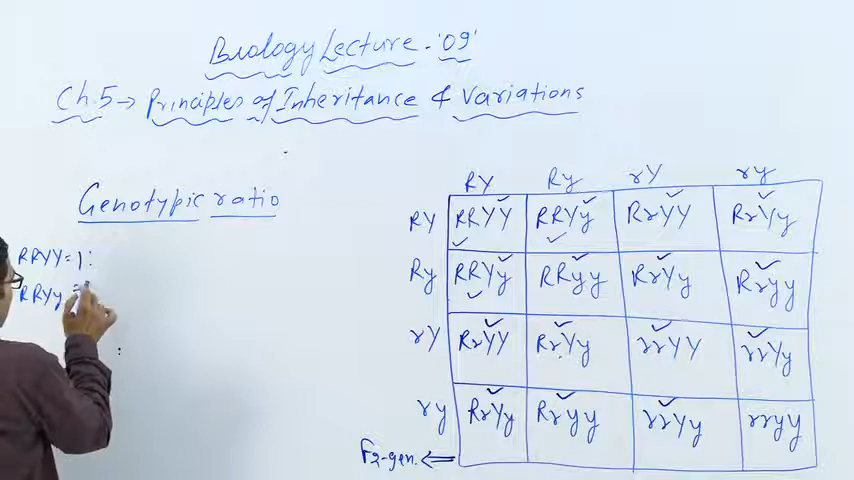 Biology Lecture - '09'
Ch.5→ Principles of Inheritance & Variations
Genotypic ratio
RRYY = 1:
RRYy =
RY Ry rY ry
RY RRYY RRYy RrYY RrYy
Ry RRYy RRyy RrYy Rryy
rY RrYY RrYy rrYY rrYy
ry RrYy Rryy rrYy rryy
F2-gen. ⇐